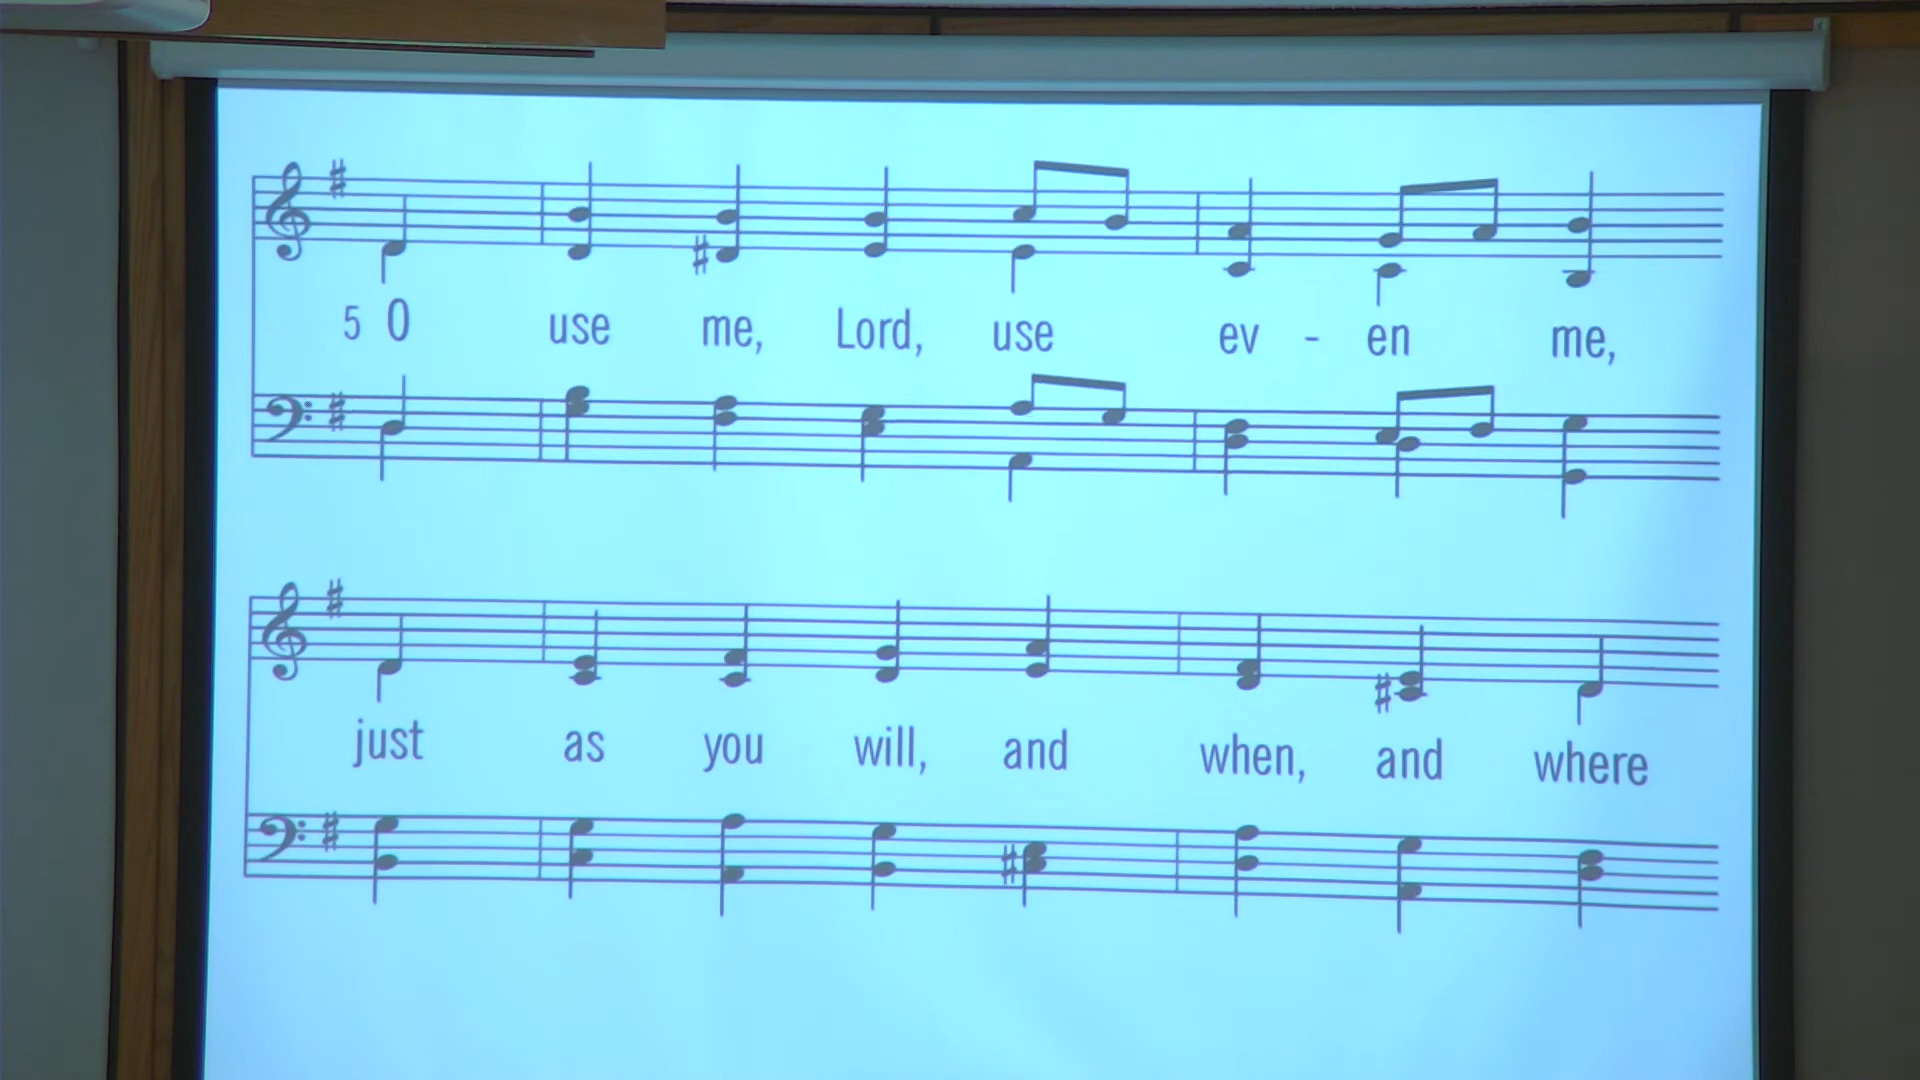 5 O use me, Lord, use ev - en me,
just as you will, and when, and where